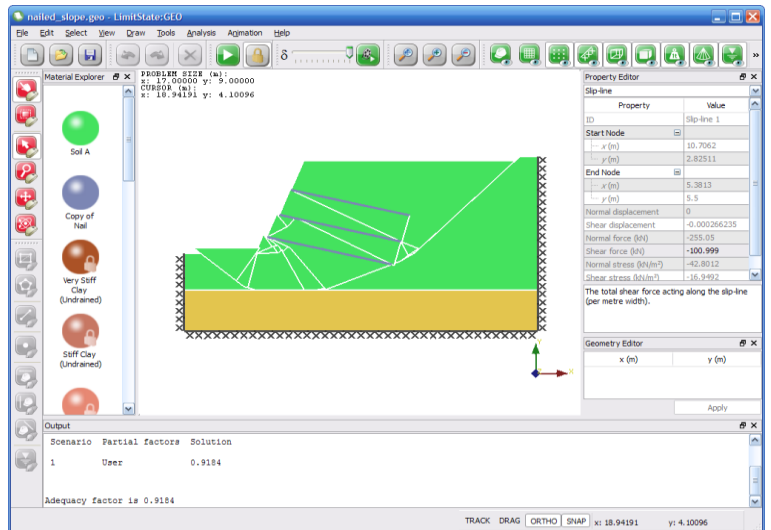 nailed_slope.geo - LimitState:GEO
File Edit Select View Draw Tools Analysis Animation Help
δ
»
Material Explorer
Soil A
Copy of
Nail
Very Stiff
Clay
(Undrained)
Stiff Clay
(Undrained)
PROBLEM SIZE (m):
x: 17.00000 y: 9.00000
CURSOR (m):
x: 18.94191 y: 4.10096
Property Editor
Slip-line
Property Value
ID Slip-line 1
Start Node
x (m) 10.7062
y (m) 2.82511
End Node
x (m) 5.3813
y (m) 5.5
Normal displacement 0
Shear displacement -0.000266235
Normal force (kN) -255.05
Shear force (kN) -100.999
Normal stress (kN/m²) -42.8012
Shear stress (kN/m²) -16.9492
The total shear force acting along the slip-line
(per metre width).
Geometry Editor
x (m) y (m)
Apply
Output
Scenario Partial factors Solution
1 User 0.9184
Adequacy factor is 0.9184
TRACK DRAG ORTHO SNAP x: 18.94191 y: 4.10096